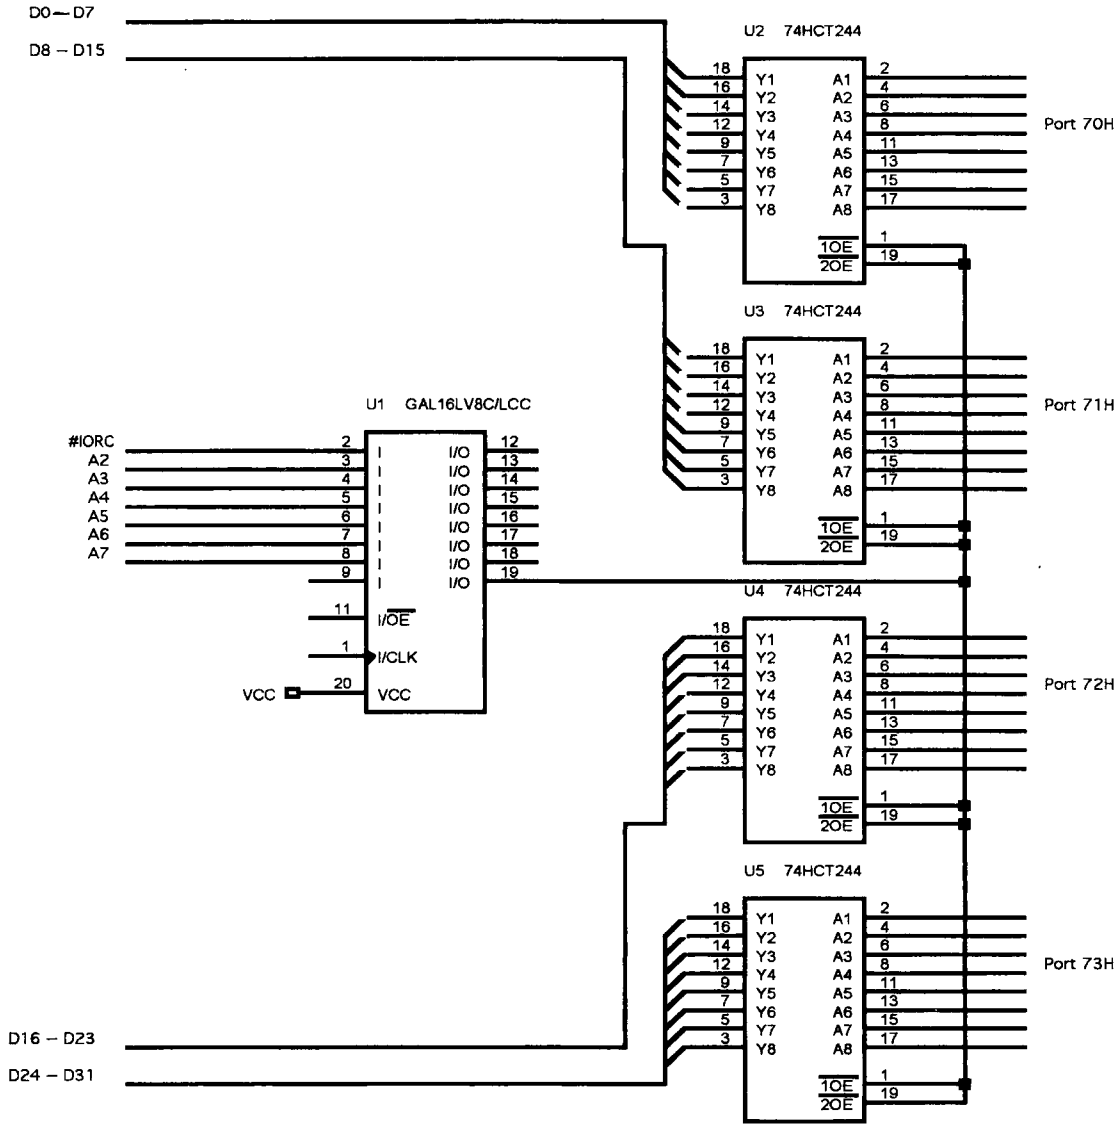 D0–D7
D8 – D15
U2 74HCT244
18 Y1 A1 2
16 Y2 A2 4
14 Y3 A3 6
12 Y4 A4 8
9 Y5 A5 11
7 Y6 A6 13
5 Y7 A7 15
3 Y8 A8 17
1OE 1
2OE 19
Port 70H
U3 74HCT244
18 Y1 A1 2
16 Y2 A2 4
14 Y3 A3 6
12 Y4 A4 8
9 Y5 A5 11
7 Y6 A6 13
5 Y7 A7 15
3 Y8 A8 17
1OE 1
2OE 19
Port 71H
U1 GAL16LV8C/LCC
#IORC 2 I I/O 12
A2 3 I I/O 13
A3 4 I I/O 14
A4 5 I I/O 15
A5 6 I I/O 16
A6 7 I I/O 17
A7 8 I I/O 18
9 I I/O 19
11 I/OE
1 I/CLK
VCC 20 VCC
U4 74HCT244
18 Y1 A1 2
16 Y2 A2 4
14 Y3 A3 6
12 Y4 A4 8
9 Y5 A5 11
7 Y6 A6 13
5 Y7 A7 15
3 Y8 A8 17
1OE 1
2OE 19
Port 72H
U5 74HCT244
18 Y1 A1 2
16 Y2 A2 4
14 Y3 A3 6
12 Y4 A4 8
9 Y5 A5 11
7 Y6 A6 13
5 Y7 A7 15
3 Y8 A8 17
1OE 1
2OE 19
Port 73H
D16 – D23
D24 – D31